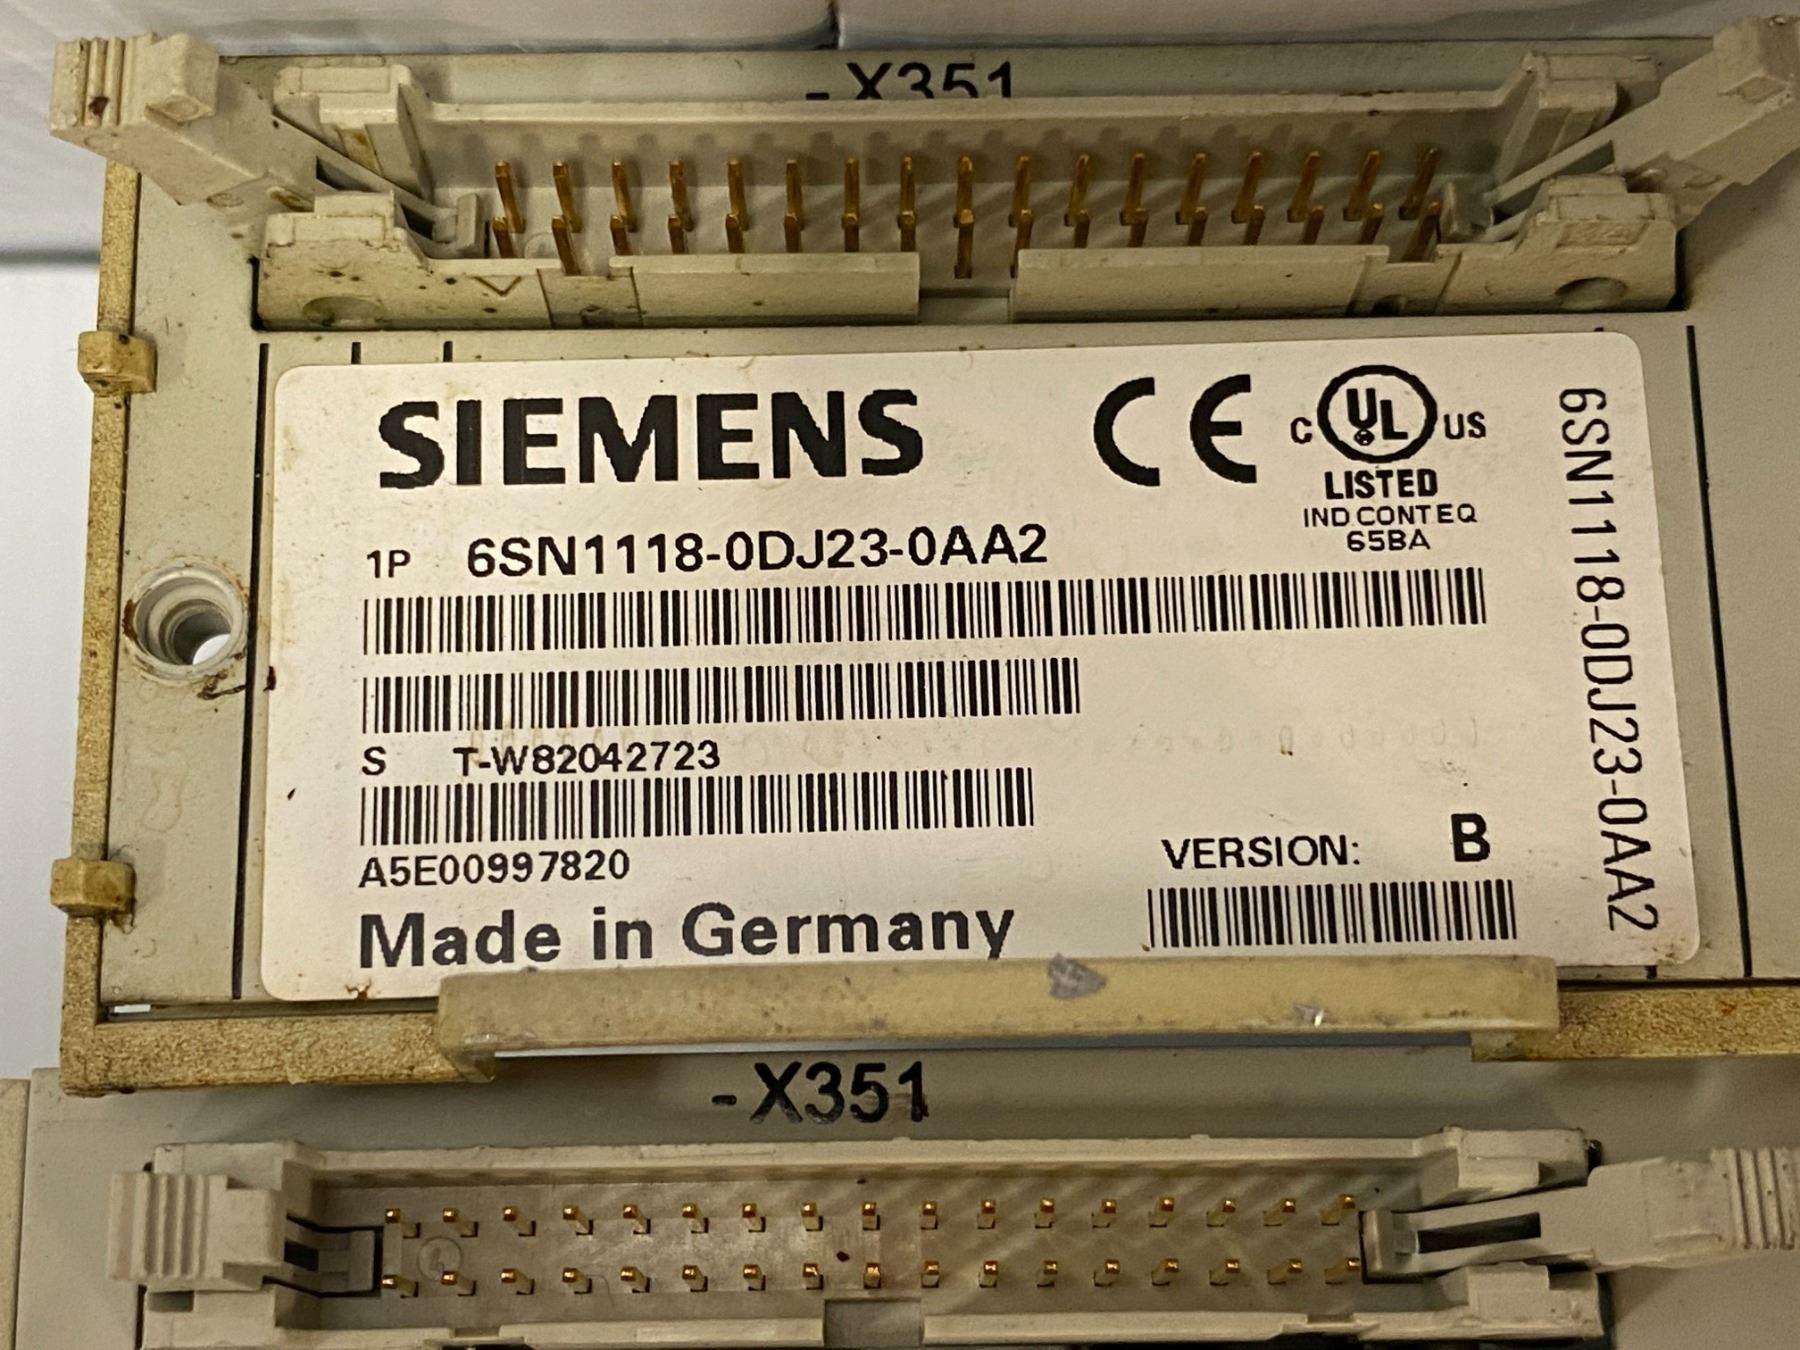 -X351
SIEMENS
CE
C UL US
LISTED
IND.CONT.EQ
65BA
1P 6SN1118-0DJ23-0AA2
S T-W82042723
A5E00997820
VERSION: B
Made in Germany
6SN1118-0DJ23-0AA2
-X351